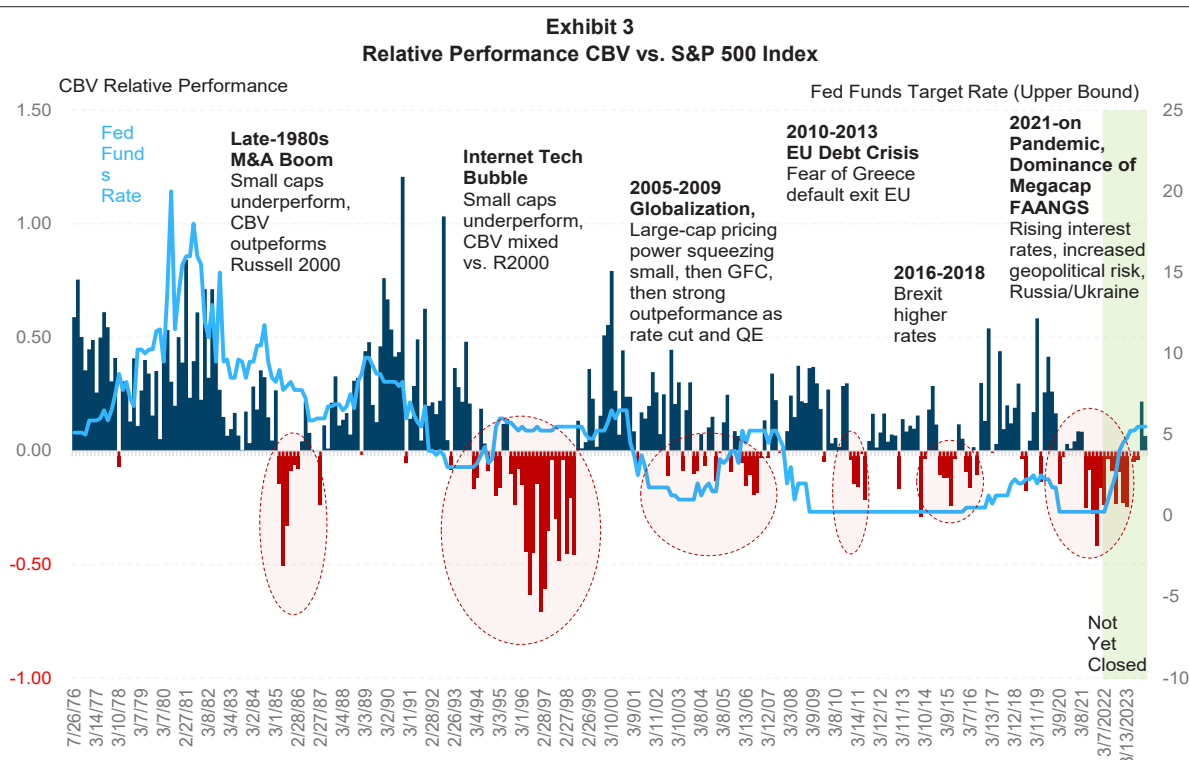 Exhibit 3
Relative Performance CBV vs. S&P 500 Index
CBV Relative Performance
Fed Funds Target Rate (Upper Bound)
1.50
1.00
0.50
0.00
-0.50
-1.00
25
20
15
10
5
0
-5
-10
Fed
Fund
s
Rate
Late-1980s
M&A Boom
Small caps
underperform,
CBV
outpeforms
Russell 2000
Internet Tech
Bubble
Small caps
underperform,
CBV mixed
vs. R2000
2005-2009
Globalization,
Large-cap pricing
power squeezing
small, then GFC,
then strong
outpeformance as
rate cut and QE
2010-2013
EU Debt Crisis
Fear of Greece
default exit EU
2016-2018
Brexit
higher
rates
2021-on
Pandemic,
Dominance of
Megacap
FAANGS
Rising interest
rates, increased
geopolitical risk,
Russia/Ukraine
Not
Yet
Closed
7/26/76
3/14/77
3/10/78
3/7/79
3/7/80
2/27/81
3/8/82
3/4/83
3/2/84
3/1/85
2/28/86
2/27/87
3/4/88
3/3/89
3/2/90
3/1/91
2/28/92
2/26/93
3/4/94
3/3/95
3/1/96
2/28/97
2/27/98
2/26/99
3/10/00
3/9/01
3/11/02
3/10/03
3/8/04
3/8/05
3/13/06
3/12/07
3/10/08
3/9/09
3/8/10
3/14/11
3/12/12
3/11/13
3/10/14
3/9/15
3/7/16
3/13/17
3/12/18
3/11/19
3/9/20
3/8/21
3/7/2022
3/13/2023